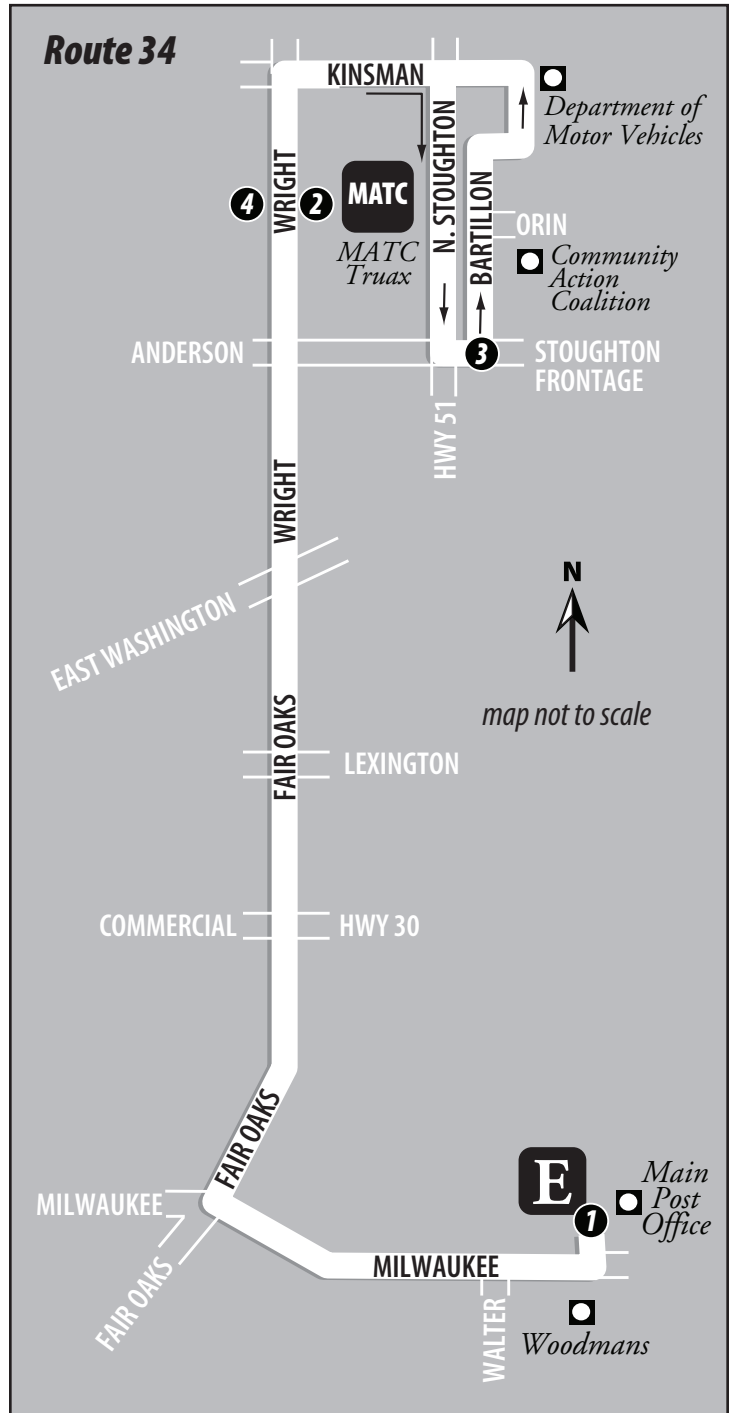 Route 34
KINSMAN
Department of
Motor Vehicles
N. STOUGHTON
WRIGHT
4
2
MATC
MATC
Truax
BARTILLON
ORIN
Community
Action
Coalition
ANDERSON
3
STOUGHTON
FRONTAGE
HWY 51
WRIGHT
EAST WASHINGTON
N
map not to scale
FAIR OAKS
LEXINGTON
COMMERCIAL
HWY 30
FAIR OAKS
MILWAUKEE
FAIR OAKS
E
1
Main
Post
Office
MILWAUKEE
WALTER
Woodmans